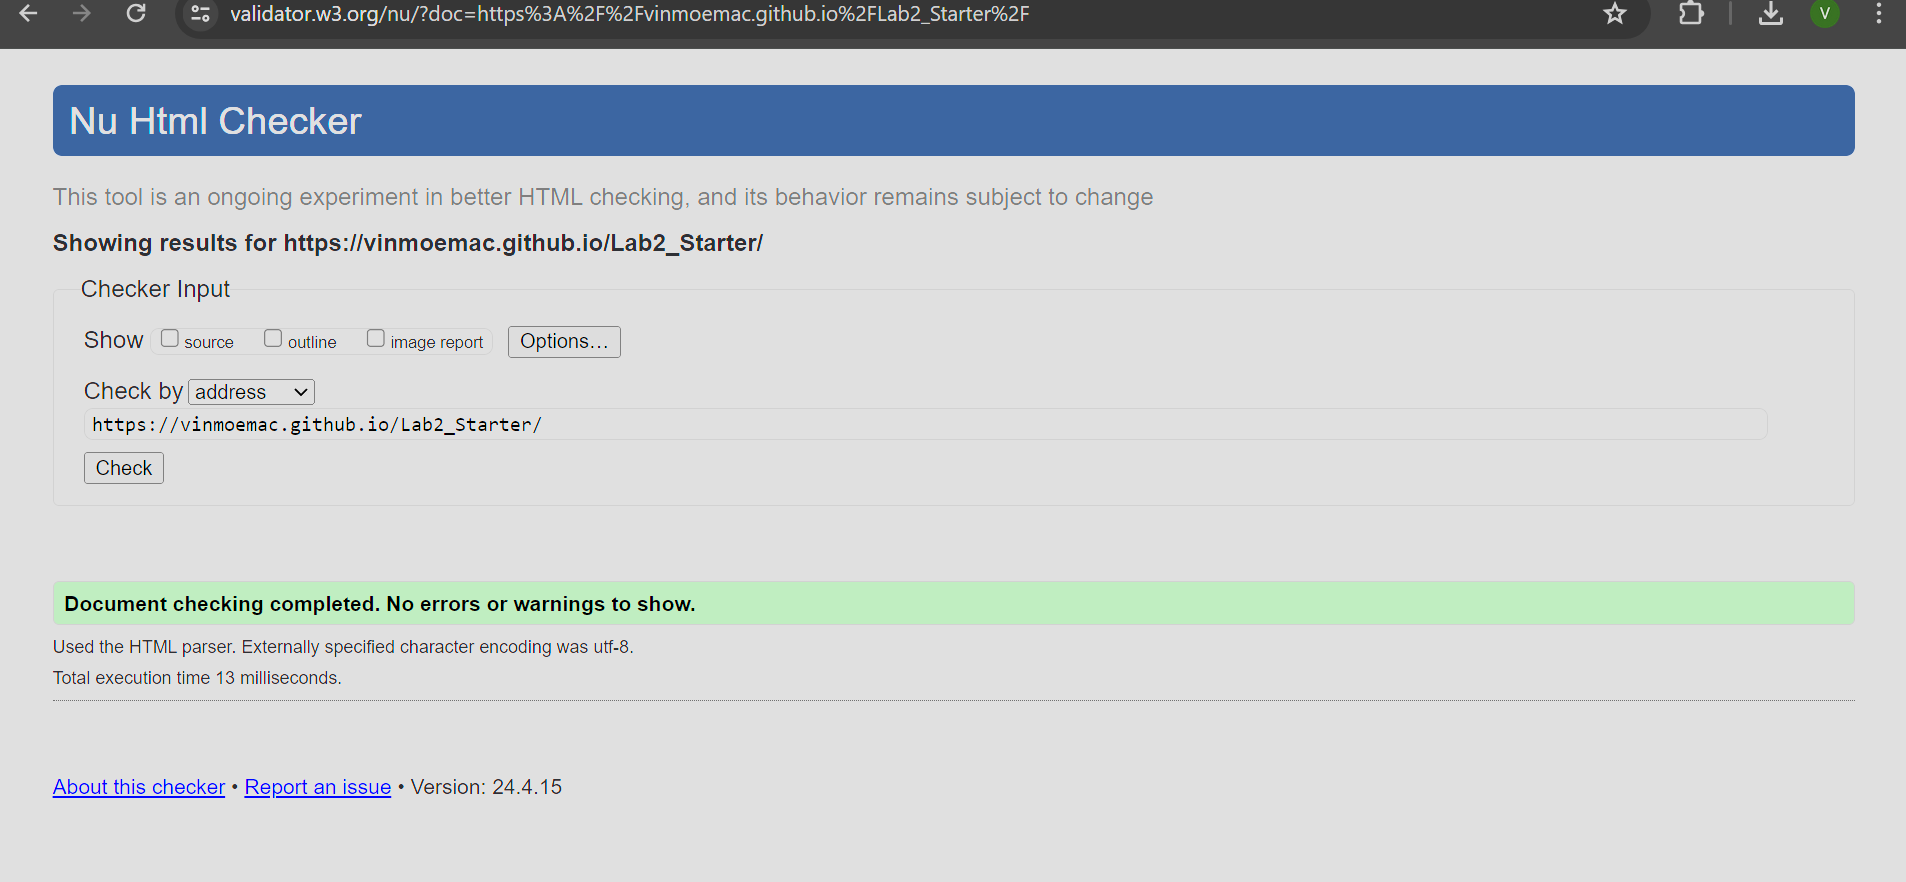 validator.w3.org/nu/?doc=https%3A%2F%2Fvinmoemac.github.io%2FLab2_Starter%2F
V
Nu Html Checker
This tool is an ongoing experiment in better HTML checking, and its behavior remains subject to change
Showing results for https://vinmoemac.github.io/Lab2_Starter/
Checker Input
Show source outline image report Options...
Check by address
https://vinmoemac.github.io/Lab2_Starter/
Check
Document checking completed. No errors or warnings to show.
Used the HTML parser. Externally specified character encoding was utf-8.
Total execution time 13 milliseconds.
About this checker • Report an issue • Version: 24.4.15